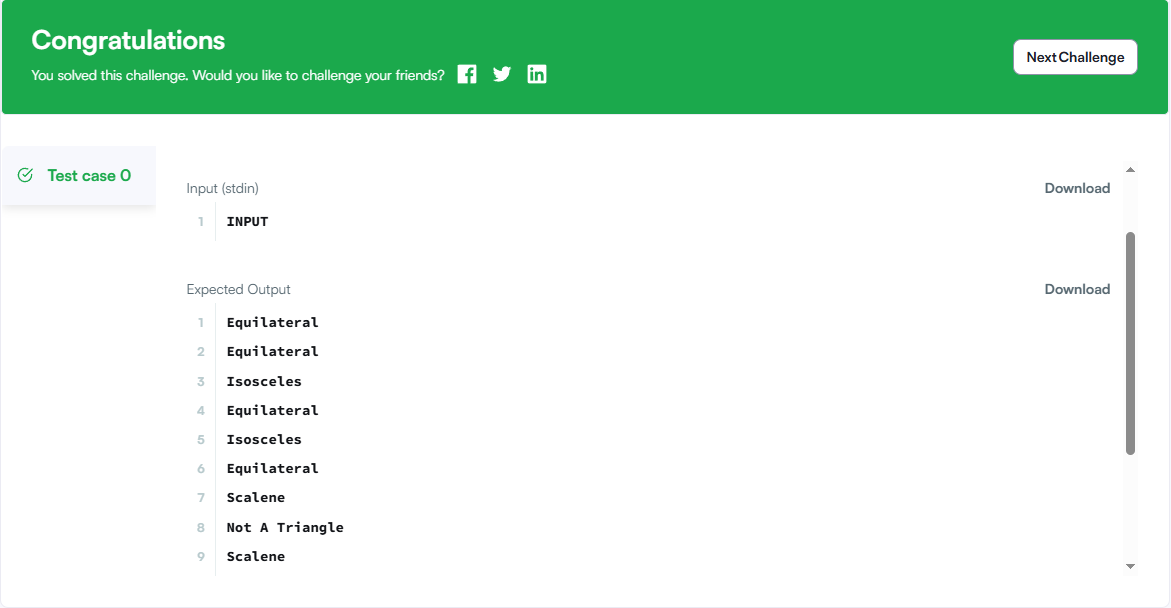 Congratulations
You solved this challenge. Would you like to challenge your friends?
Next Challenge
Test case 0
Input (stdin)
Download
1 INPUT
Expected Output
Download
1 Equilateral
2 Equilateral
3 Isosceles
4 Equilateral
5 Isosceles
6 Equilateral
7 Scalene
8 Not A Triangle
9 Scalene